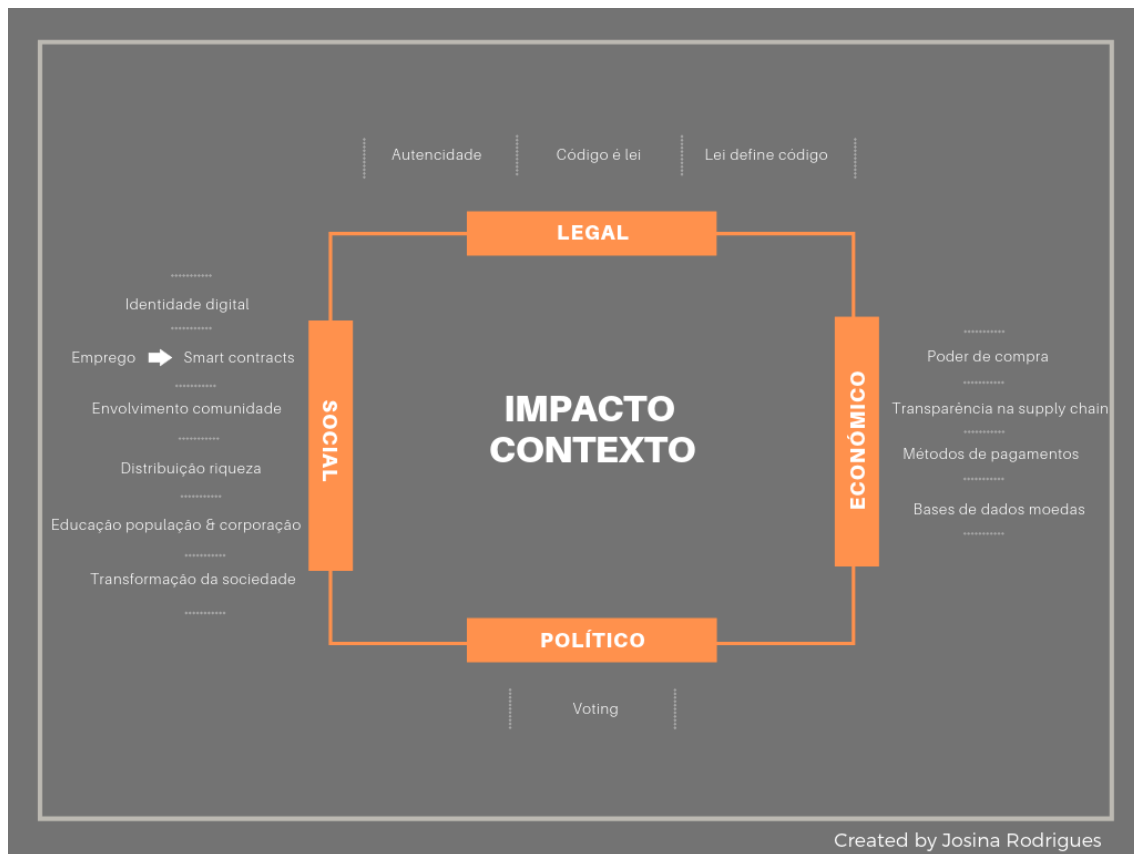 Autencidade
Código é lei
Lei define código
LEGAL
Identidade digital
Emprego
Smart contracts
Envolvimento comunidade
Distribuição riqueza
Educação população & corporação
Transformação da sociedade
SOCIAL
IMPACTO
CONTEXTO
ECONÓMICO
Poder de compra
Transparência na supply chain
Métodos de pagamentos
Bases de dados moedas
POLÍTICO
Voting
Created by Josina Rodrigues